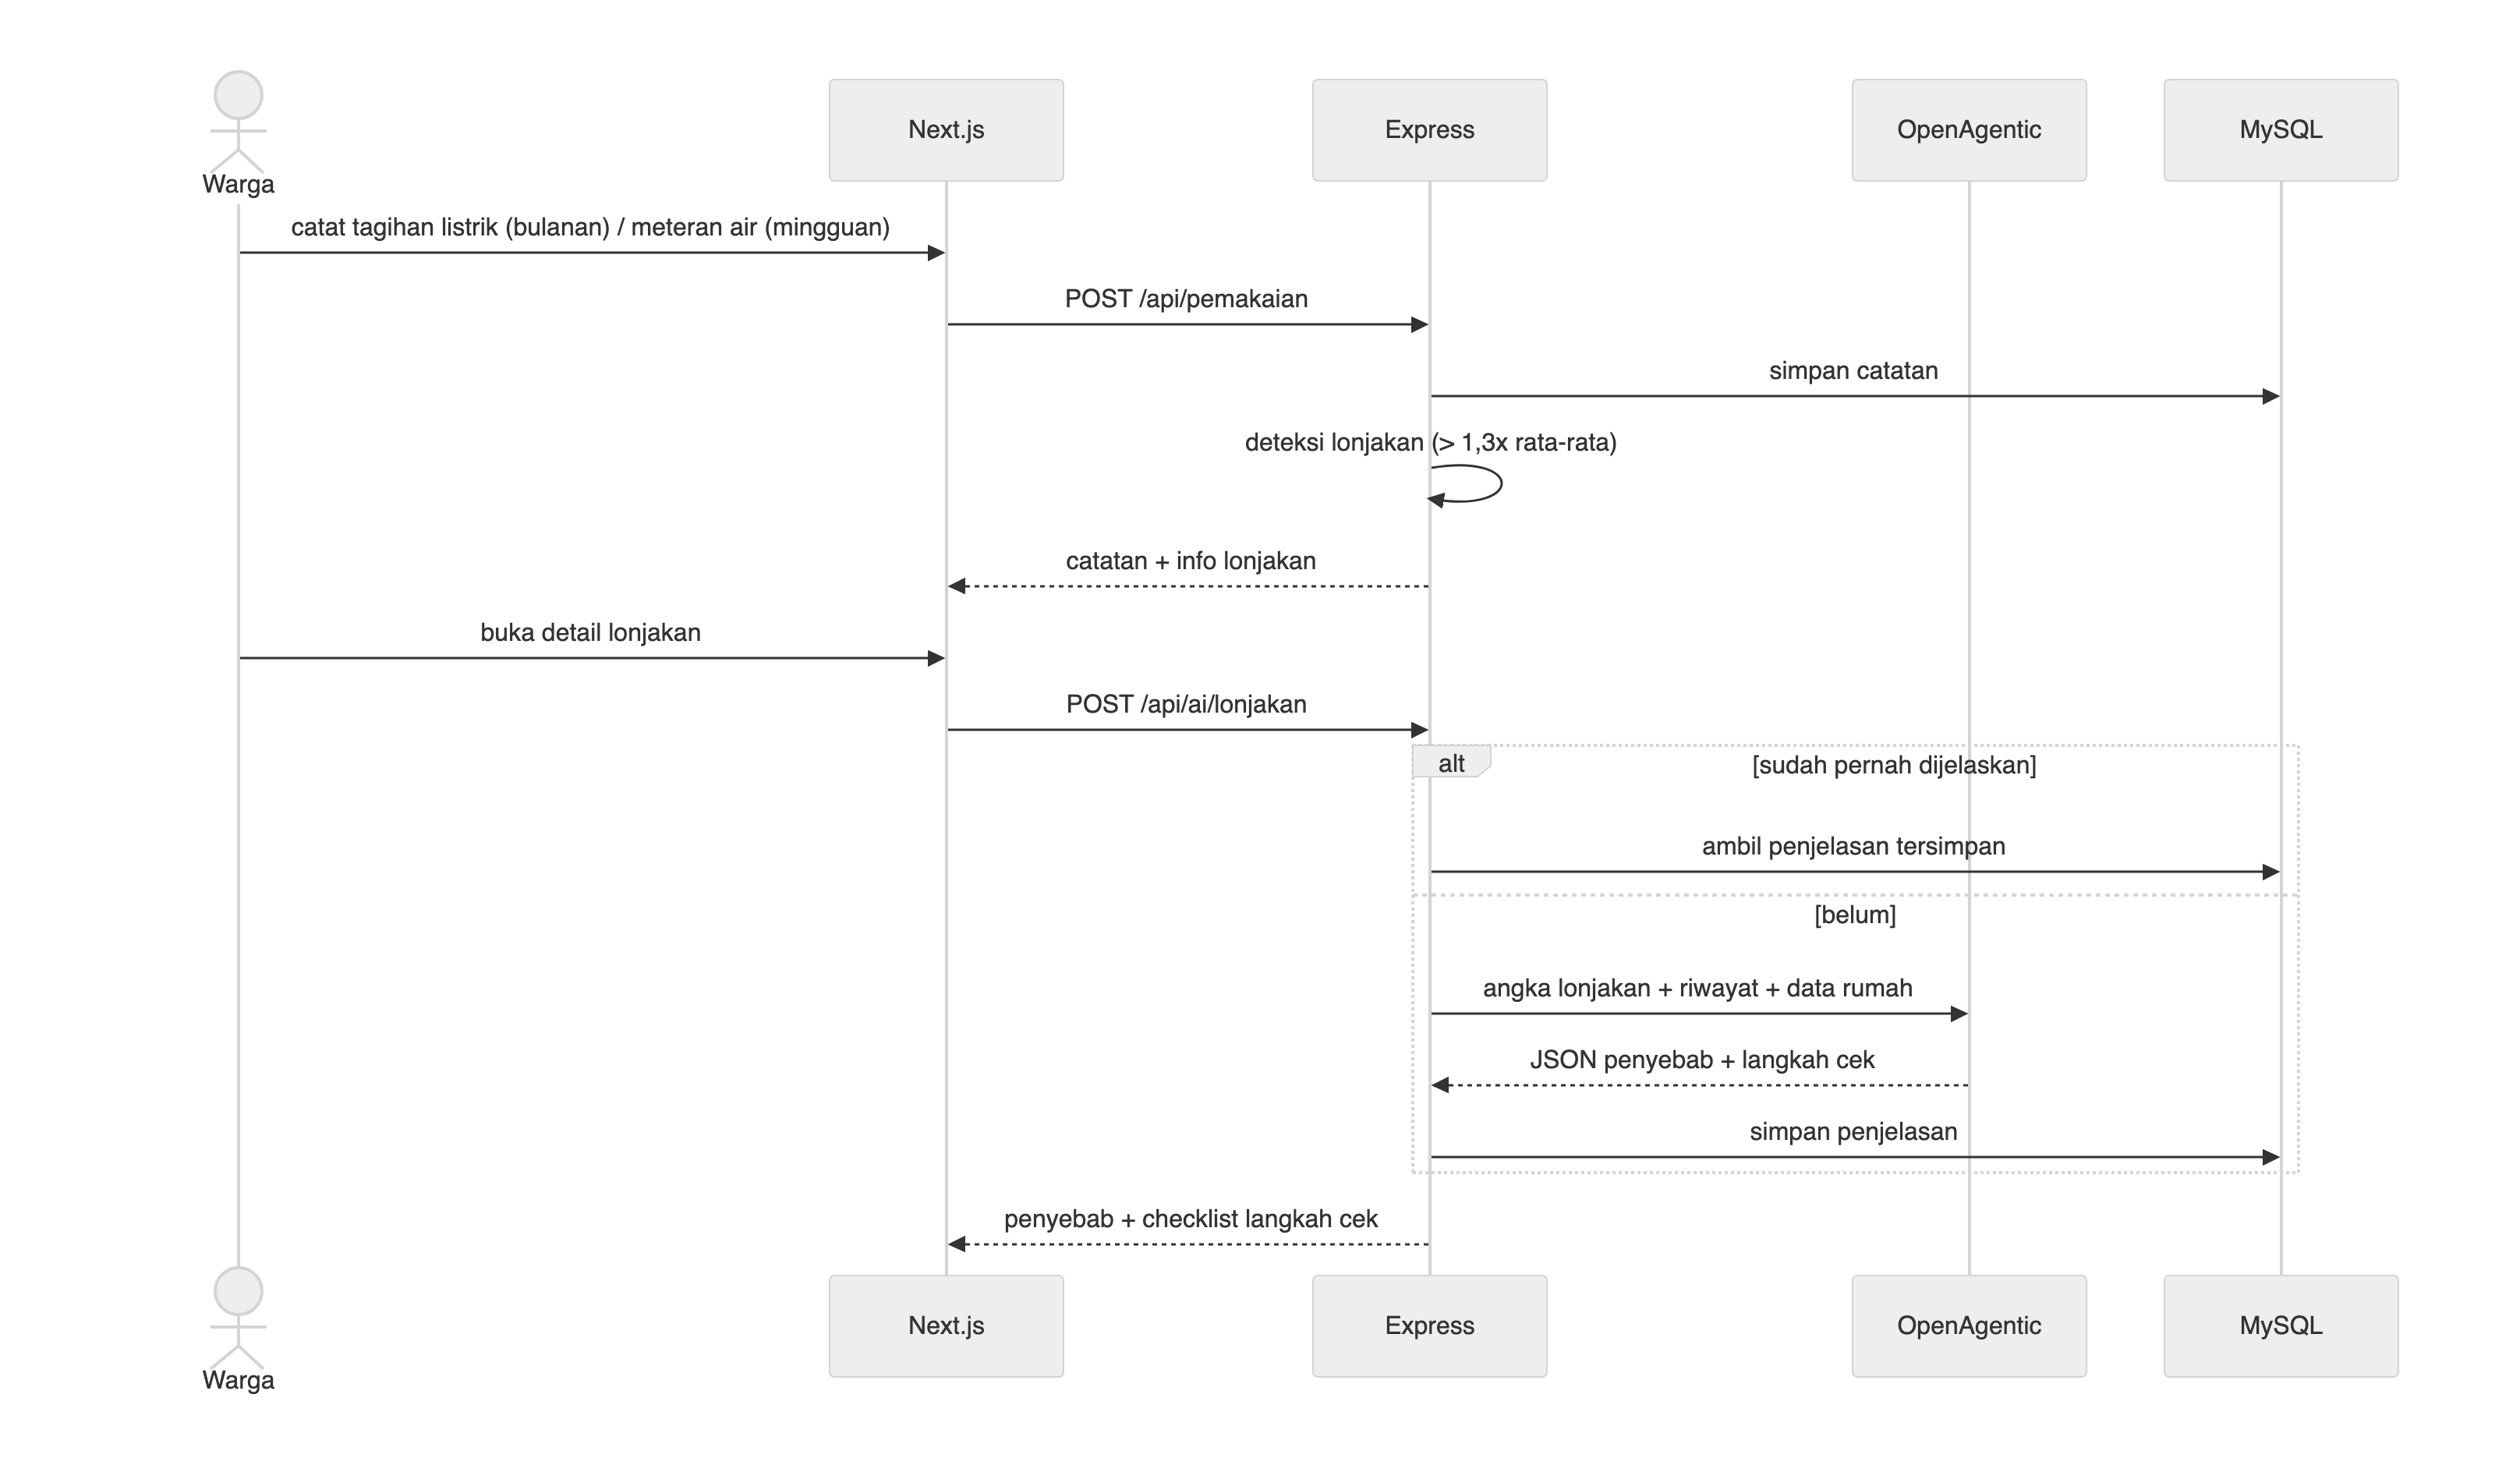 Next.js
Express
OpenAgentic
MySQL
Warga
catat tagihan listrik (bulanan) / meteran air (mingguan)
POST /api/pemakaian
simpan catatan
deteksi lonjakan (> 1,3x rata-rata)
catatan + info lonjakan
buka detail lonjakan
POST /api/ai/lonjakan
alt
[sudah pernah dijelaskan]
ambil penjelasan tersimpan
[belum]
angka lonjakan + riwayat + data rumah
JSON penyebab + langkah cek
simpan penjelasan
penyebab + checklist langkah cek
Next.js
Express
OpenAgentic
MySQL
Warga